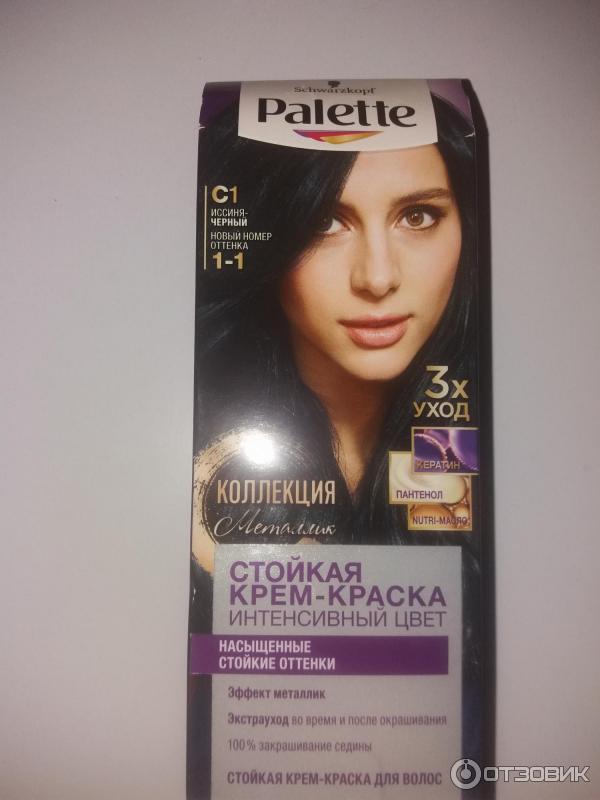 Schwarzkopf
Palette
C1
ИССИНЯ-
ЧЕРНЫЙ
НОВЫЙ НОМЕР
ОТТЕНКА
1-1
3x
УХОД
КЕРАТИН
ПАНТЕНОЛ
NUTRI-МАСЛО
КОЛЛЕКЦИЯ
Металлик
СТОЙКАЯ
КРЕМ-КРАСКА
ИНТЕНСИВНЫЙ ЦВЕТ
НАСЫЩЕННЫЕ
СТОЙКИЕ ОТТЕНКИ
Эффект металлик
Экстрауход во время и после окрашивания
100% закрашивание седины
СТОЙКАЯ КРЕМ-КРАСКА ДЛЯ ВОЛОС
ОТЗОВИК